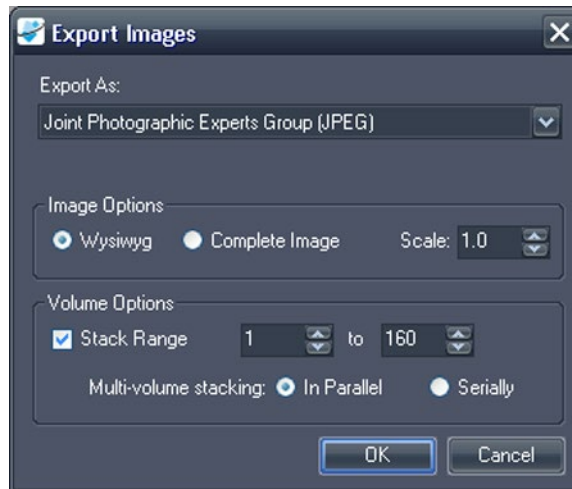 Export Images
Export As:
Joint Photographic Experts Group (JPEG)
Image Options
Wysiwyg Complete Image Scale: 1.0
Volume Options
Stack Range 1 to 160
Multi-volume stacking: In Parallel Serially
OK Cancel